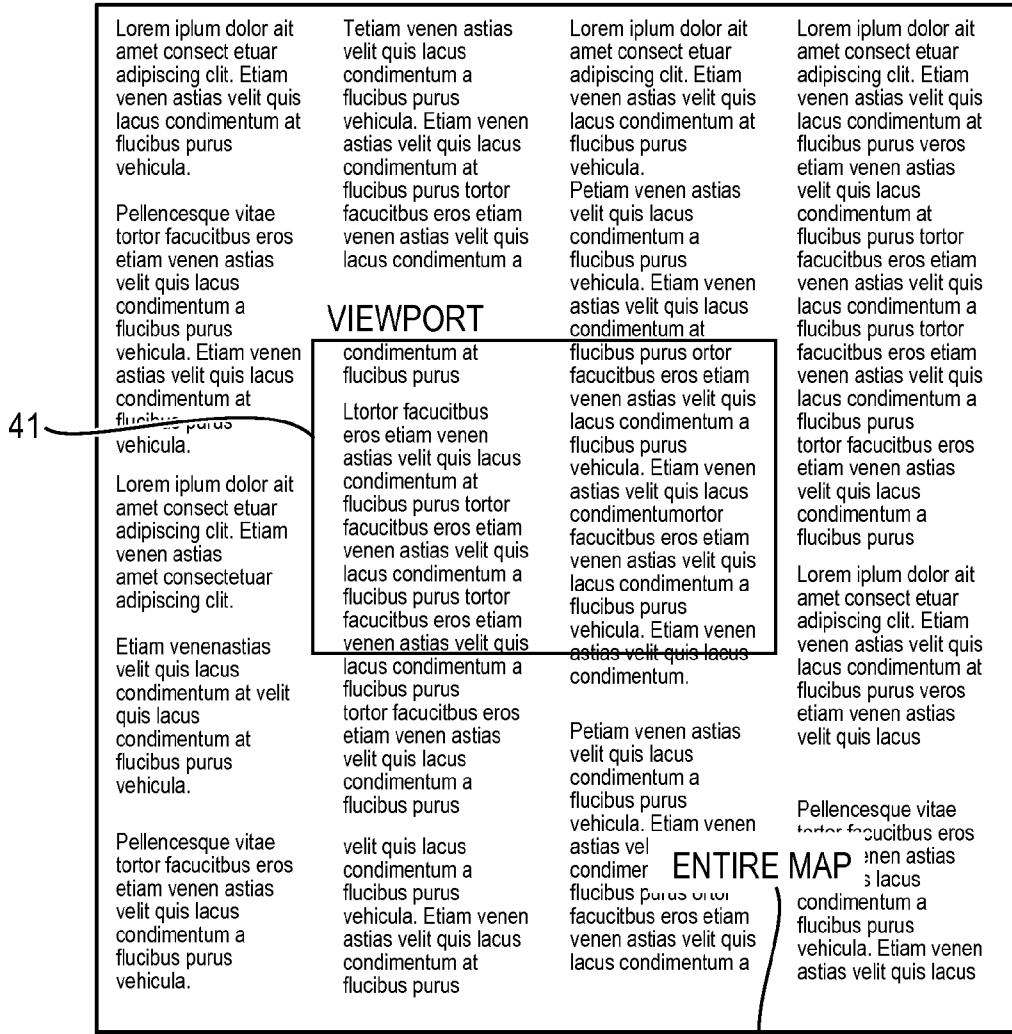 Lorem iplum dolor ait
amet consect etuar
adipiscing clit. Etiam
venen astias velit quis
lacus condimentum at
flucibus purus
vehicula.
Pellencesque vitae
tortor facucitbus eros
etiam venen astias
velit quis lacus
condimentum a
flucibus purus
vehicula. Etiam venen
astias velit quis lacus
condimentum at
flucibus purus
vehicula.
41
Lorem iplum dolor ait
amet consect etuar
adipiscing clit. Etiam
venen astias
amet consectetuar
adipiscing clit.
Etiam venenastias
velit quis lacus
condimentum at velit
quis lacus
condimentum at
flucibus purus
vehicula.
Pellencesque vitae
tortor facucitbus eros
etiam venen astias
velit quis lacus
condimentum a
flucibus purus
vehicula.
Tetiam venen astias
velit quis lacus
condimentum a
flucibus purus
vehicula. Etiam venen
astias velit quis lacus
condimentum at
flucibus purus tortor
facucitbus eros etiam
venen astias velit quis
lacus condimentum a
VIEWPORT
condimentum at
flucibus purus
Ltortor facucitbus
eros etiam venen
astias velit quis lacus
condimentum at
flucibus purus tortor
facucitbus eros etiam
venen astias velit quis
lacus condimentum a
flucibus purus tortor
facucitbus eros etiam
venen astias velit quis
lacus condimentum a
flucibus purus
tortor facucitbus eros
etiam venen astias
velit quis lacus
condimentum a
flucibus purus
velit quis lacus
condimentum a
flucibus purus
vehicula. Etiam venen
astias velit quis lacus
condimentum at
flucibus purus
Lorem iplum dolor ait
amet consect etuar
adipiscing clit. Etiam
venen astias velit quis
lacus condimentum at
flucibus purus
vehicula.
Petiam venen astias
velit quis lacus
condimentum a
flucibus purus
vehicula. Etiam venen
astias velit quis lacus
condimentum at
flucibus purus ortor
facucitbus eros etiam
venen astias velit quis
lacus condimentum a
flucibus purus
vehicula. Etiam venen
astias velit quis lacus
condimentumortor
facucitbus eros etiam
venen astias velit quis
lacus condimentum a
flucibus purus
vehicula. Etiam venen
astias velit quis lacus
condimentum.
Petiam venen astias
velit quis lacus
condimentum a
flucibus purus
vehicula. Etiam venen
astias vel
condimer
flucibus purus ortor
facucitbus eros etiam
venen astias velit quis
lacus condimentum a
ENTIRE MAP
Lorem iplum dolor ait
amet consect etuar
adipiscing clit. Etiam
venen astias velit quis
lacus condimentum at
flucibus purus veros
etiam venen astias
velit quis lacus
condimentum at
flucibus purus tortor
facucitbus eros etiam
venen astias velit quis
lacus condimentum a
flucibus purus tortor
facucitbus eros etiam
venen astias velit quis
lacus condimentum a
flucibus purus
tortor facucitbus eros
etiam venen astias
velit quis lacus
condimentum a
flucibus purus
Lorem iplum dolor ait
amet consect etuar
adipiscing clit. Etiam
venen astias velit quis
lacus condimentum at
flucibus purus veros
etiam venen astias
velit quis lacus
Pellencesque vitae
tortor facucitbus eros
enen astias
s lacus
condimentum a
flucibus purus
vehicula. Etiam venen
astias velit quis lacus